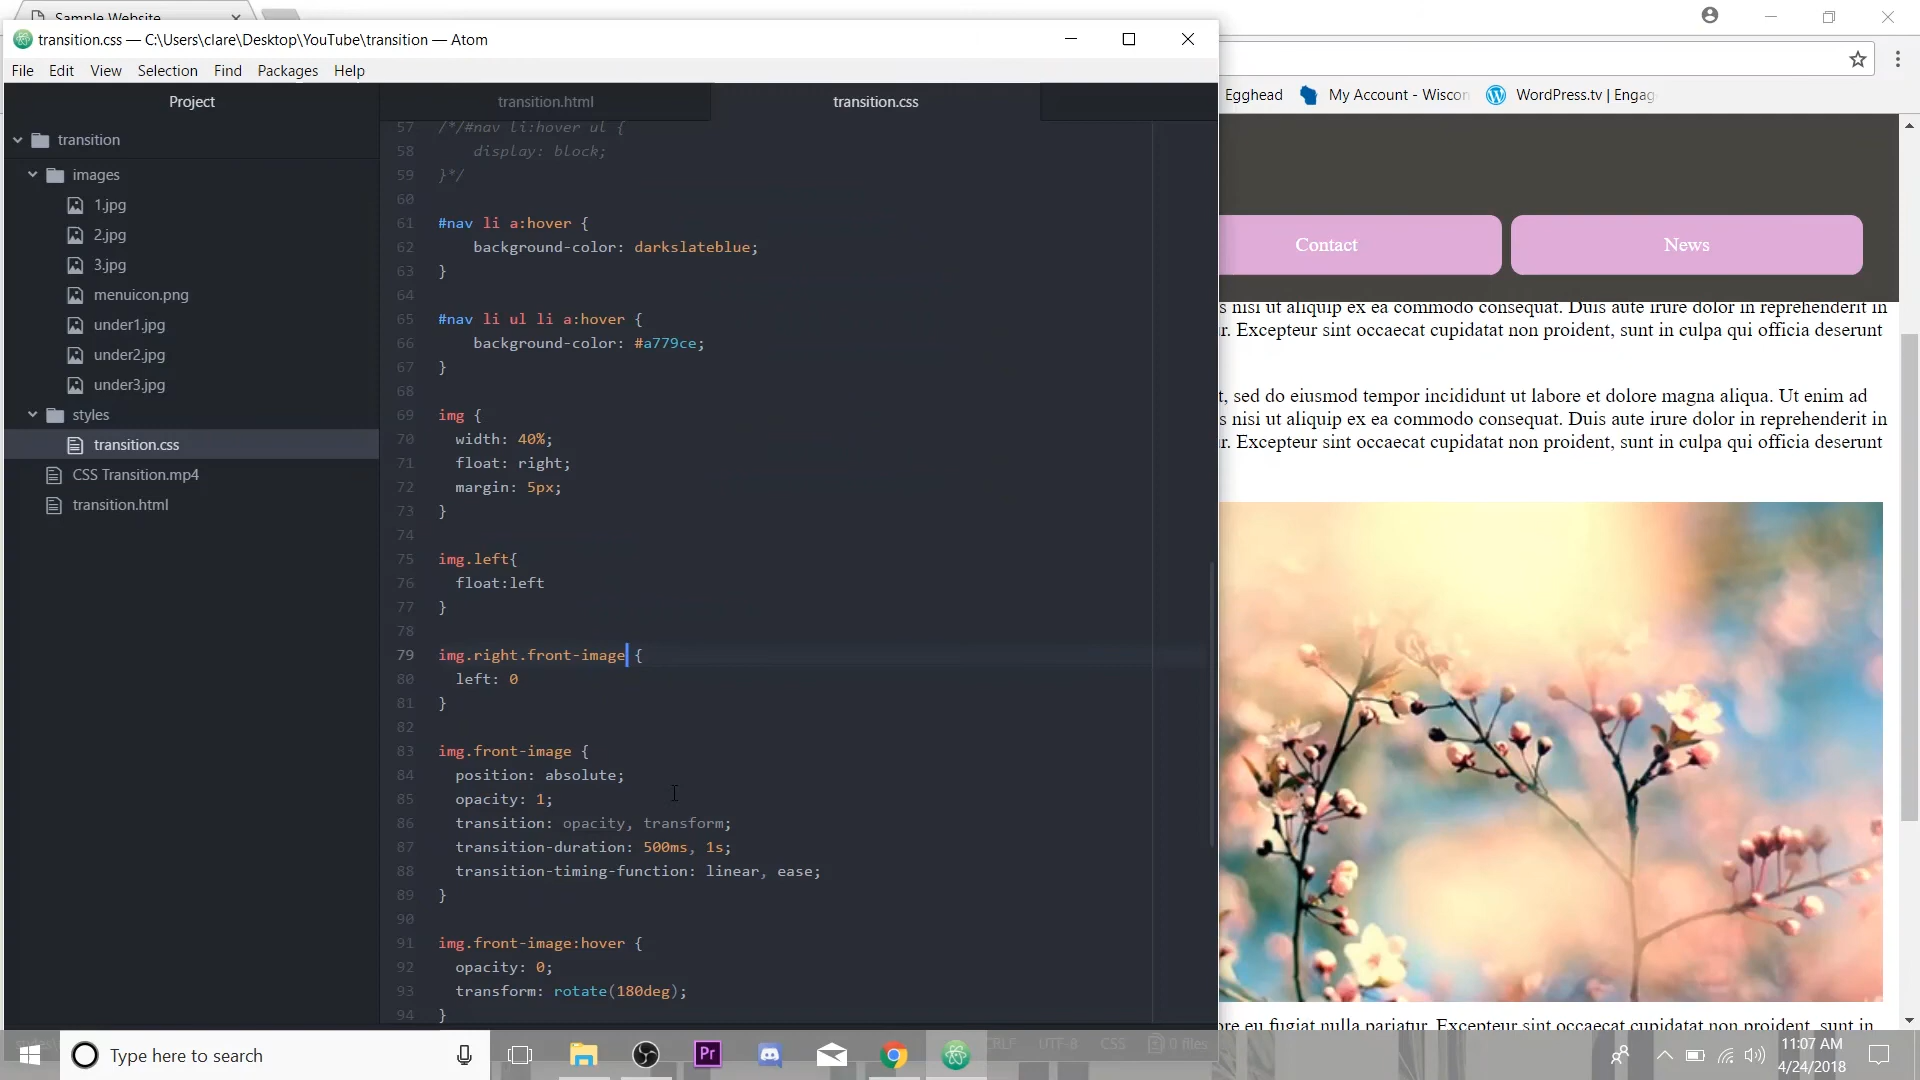 Sample Website
transition.css — C:\Users\clare\Desktop\YouTube\transition — Atom
File Edit View Selection Find Packages Help
Egghead My Account - Wiscon WordPress.tv | Engag
Project
transition.html
transition.css
transition
images
1.jpg
2.jpg
3.jpg
menuicon.png
under1.jpg
under2.jpg
under3.jpg
styles
transition.css
CSS Transition.mp4
transition.html
57 /*/#nav li:hover ul {
58 display: block;
59 }*/
60
61 #nav li a:hover {
62 background-color: darkslateblue;
63 }
64
65 #nav li ul li a:hover {
66 background-color: #a779ce;
67 }
68
69 img {
70 width: 40%;
71 float: right;
72 margin: 5px;
73 }
74
75 img.left{
76 float:left
77 }
78
79 img.right.front-image {
80 left: 0
81 }
82
83 img.front-image {
84 position: absolute;
85 opacity: 1;
86 transition: opacity, transform;
87 transition-duration: 500ms, 1s;
88 transition-timing-function: linear, ease;
89 }
90
91 img.front-image:hover {
92 opacity: 0;
93 transform: rotate(180deg);
94 }
Contact
News
s nisi ut aliquip ex ea commodo consequat. Duis aute irure dolor in reprehenderit in
r. Excepteur sint occaecat cupidatat non proident, sunt in culpa qui officia deserunt
t, sed do eiusmod tempor incididunt ut labore et dolore magna aliqua. Ut enim ad
s nisi ut aliquip ex ea commodo consequat. Duis aute irure dolor in reprehenderit in
r. Excepteur sint occaecat cupidatat non proident, sunt in culpa qui officia deserunt
ore eu fugiat nulla pariatur. Excepteur sint occaecat cupidatat non proident, sunt in
CRLF UTF-8 CSS 0 files
Type here to search
Pr
11:07 AM
4/24/2018